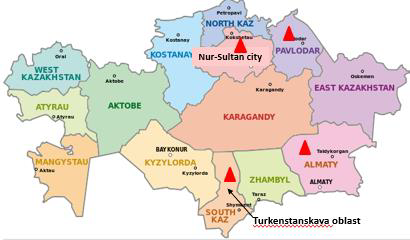 Petropavl
NORTH KAZ
Kostanay
KOSTANAY
Kokshetau
Nur-Sultan city
PAVLODAR
Oral
WEST
KAZAKHSTAN
Aktobe
AKTOBE
Karagandy
Oskemen
EAST KAZAKHSTAN
ATYRAU
Atyrau
KARAGANDY
MANGYSTAU
Aktau
BAYKONUR
KYZYLORDA
Kyzylorda
Taldykorgan
ALMATY
ALMATY
ZHAMBYL
Taraz
Shymkent
SOUTH
KAZ
Turkenstanskaya oblast